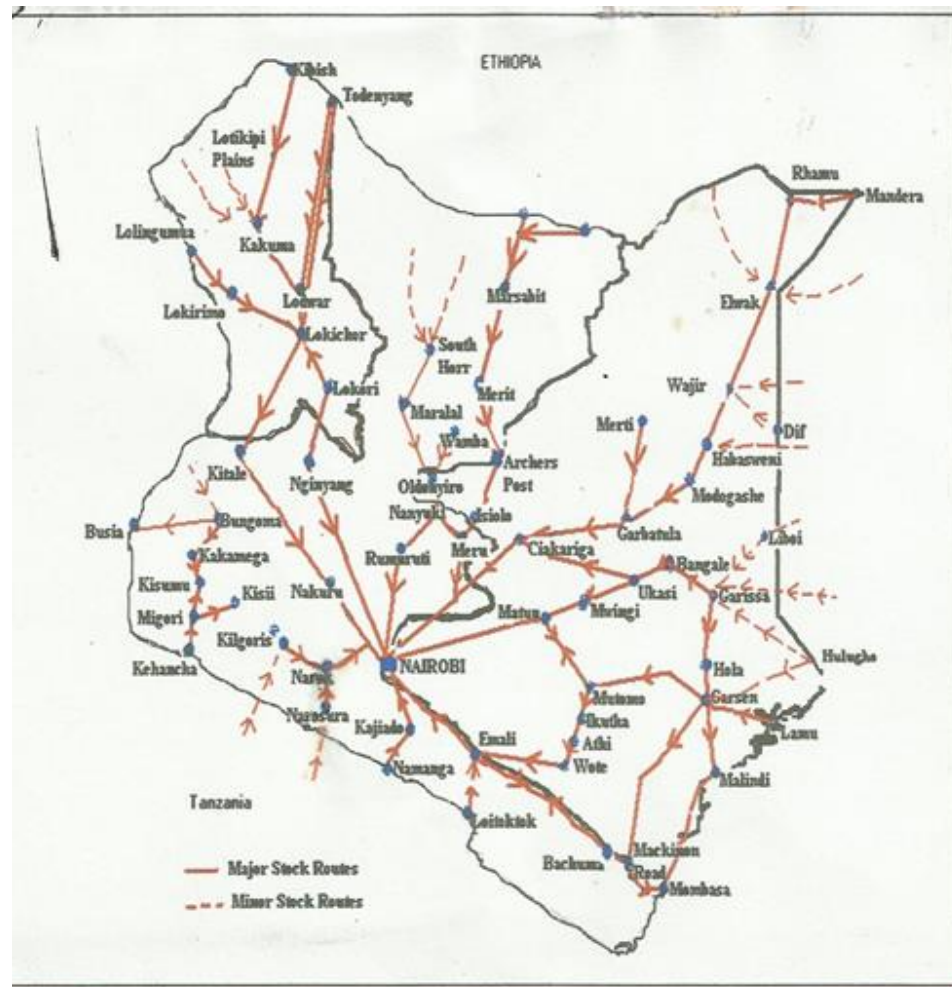 ETHIOPIA
Kibish
Todenyang
Lotikipi
Plains
Rhamu
Mandera
Lolingumua
Kakuma
Lokirimo
Lodwar
Marsabit
Elwak
Lokichor
South
Horr
Lokori
Merit
Wajir
Maralal
Merti
Dif
Wamba
Habasweni
Kitale
Nginyang
Archers
Post
Oldonyiro
Modogashe
Nanyuki
Isiolo
Busia
Bungoma
Garbatula
Kakamega
Rumuruti
Meru
Ciakariga
Liboi
Bangale
Kisumu
Nakuru
Ukasi
Garissa
Kisii
Matuu
Mwingi
Migori
Kilgoris
Kehancha
NAIROBI
Hola
Hulugho
Narok
Mutomo
Garsen
Narosura
Kajiado
Ikutha
Lamu
Emali
Athi
Namanga
Wote
Malindi
Tanzania
Loitoktok
Mackinon
Road
Bachuma
Mombasa
Major Stock Routes
Minor Stock Routes